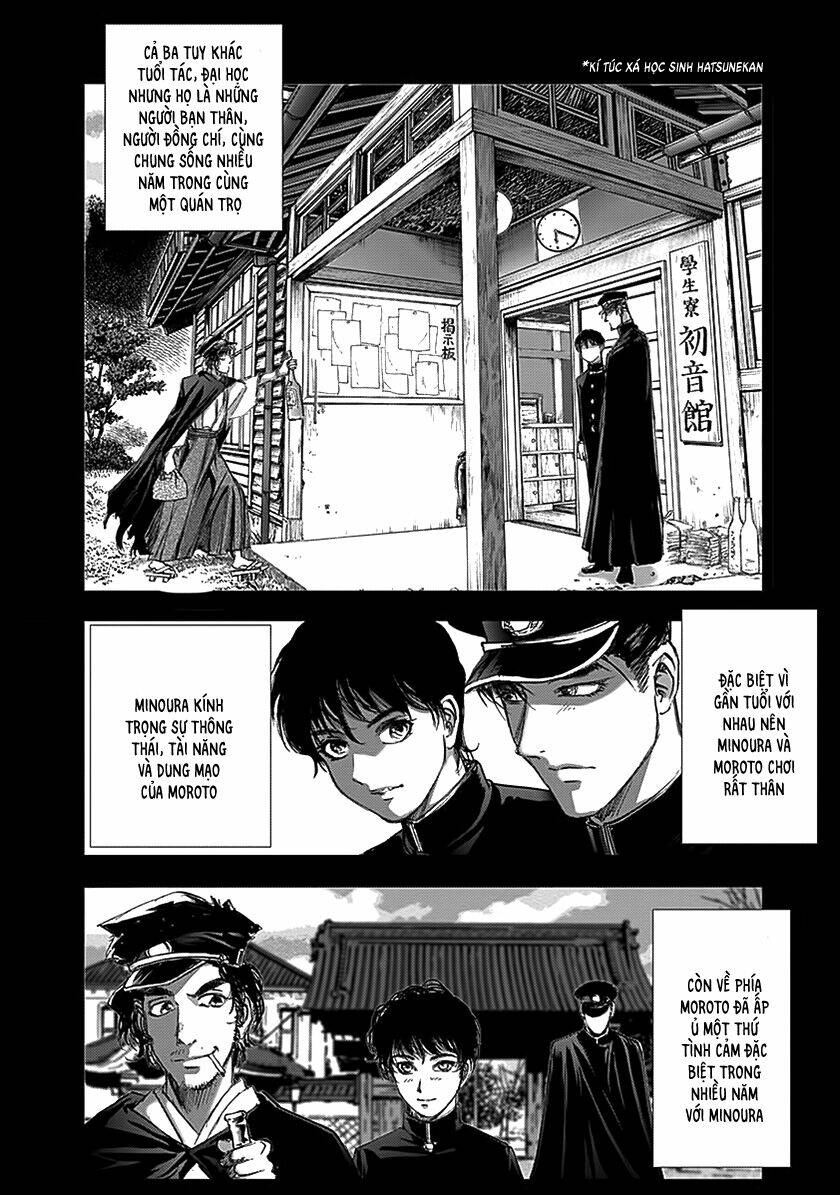 CẢ BA TUY KHÁC
TUỔI TÁC, ĐẠI HỌC
NHƯNG HỌ LÀ NHỮNG
NGƯỜI BẠN THÂN,
NGƯỜI ĐỒNG CHÍ, CÙNG
CHUNG SỐNG NHIỀU
NĂM TRONG CÙNG
MỘT QUÁN TRỌ
*KÍ TÚC XÁ HỌC SINH HATSUNEKAN
學生寮
初音館
掲示板
ĐẶC BIỆT VÌ
GẦN TUỔI VỚI
NHAU NÊN
MINOURA VÀ
MOROTO CHƠI
RẤT THÂN
MINOURA KÍNH
TRỌNG SỰ THÔNG
THÁI, TÀI NĂNG
VÀ DUNG MẠO
CỦA MOROTO
CÒN VỀ PHÍA
MOROTO ĐÃ ẤP
Ủ MỘT THỨ
TÌNH CẢM ĐẶC
BIỆT TRONG
NHIỀU NĂM
VỚI MINOURA